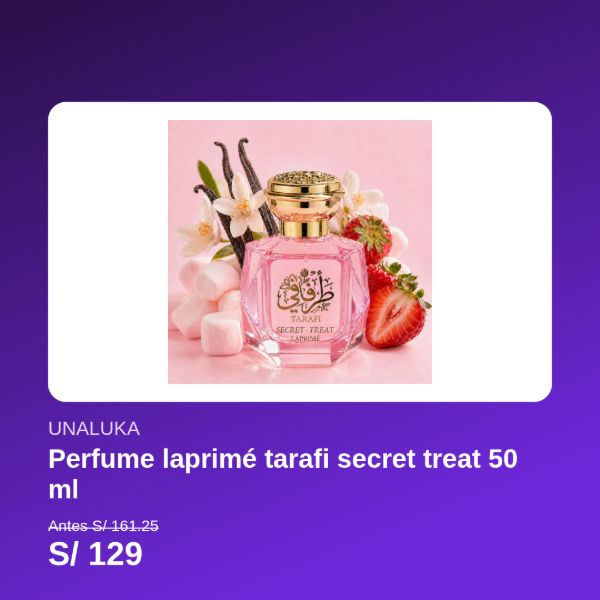 طرافي
TARAFI
SECRET - TREAT
LAPRIMÉ
UNALUKA
Perfume laprimé tarafi secret treat 50
ml
Antes S/ 161.25
S/ 129